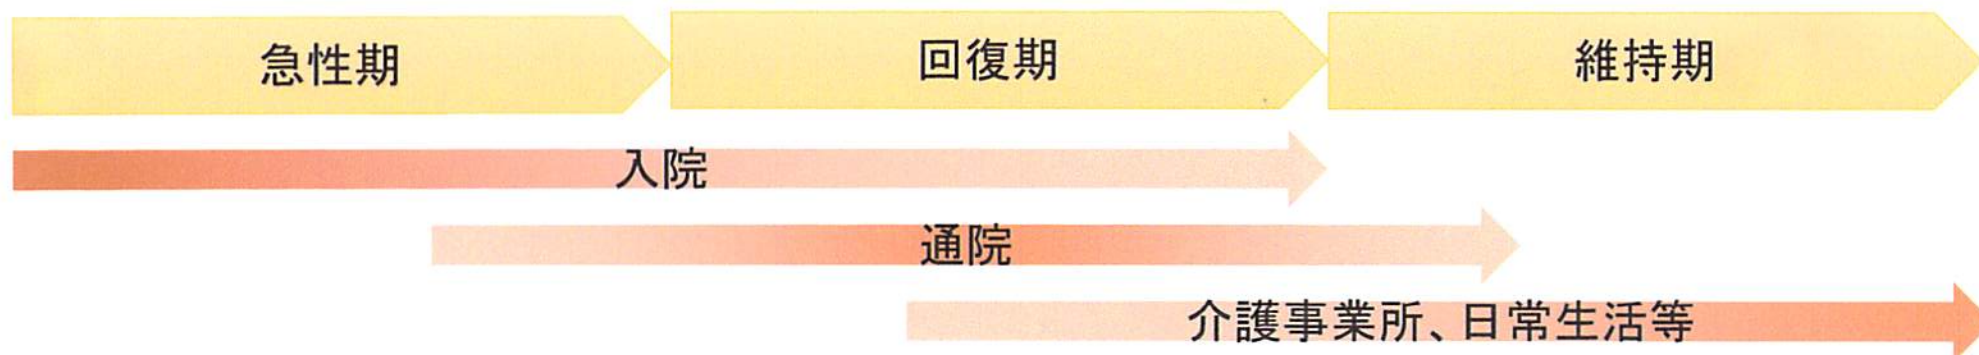 急性期
回復期
維持期
入院
通院
介護事業所、日常生活等